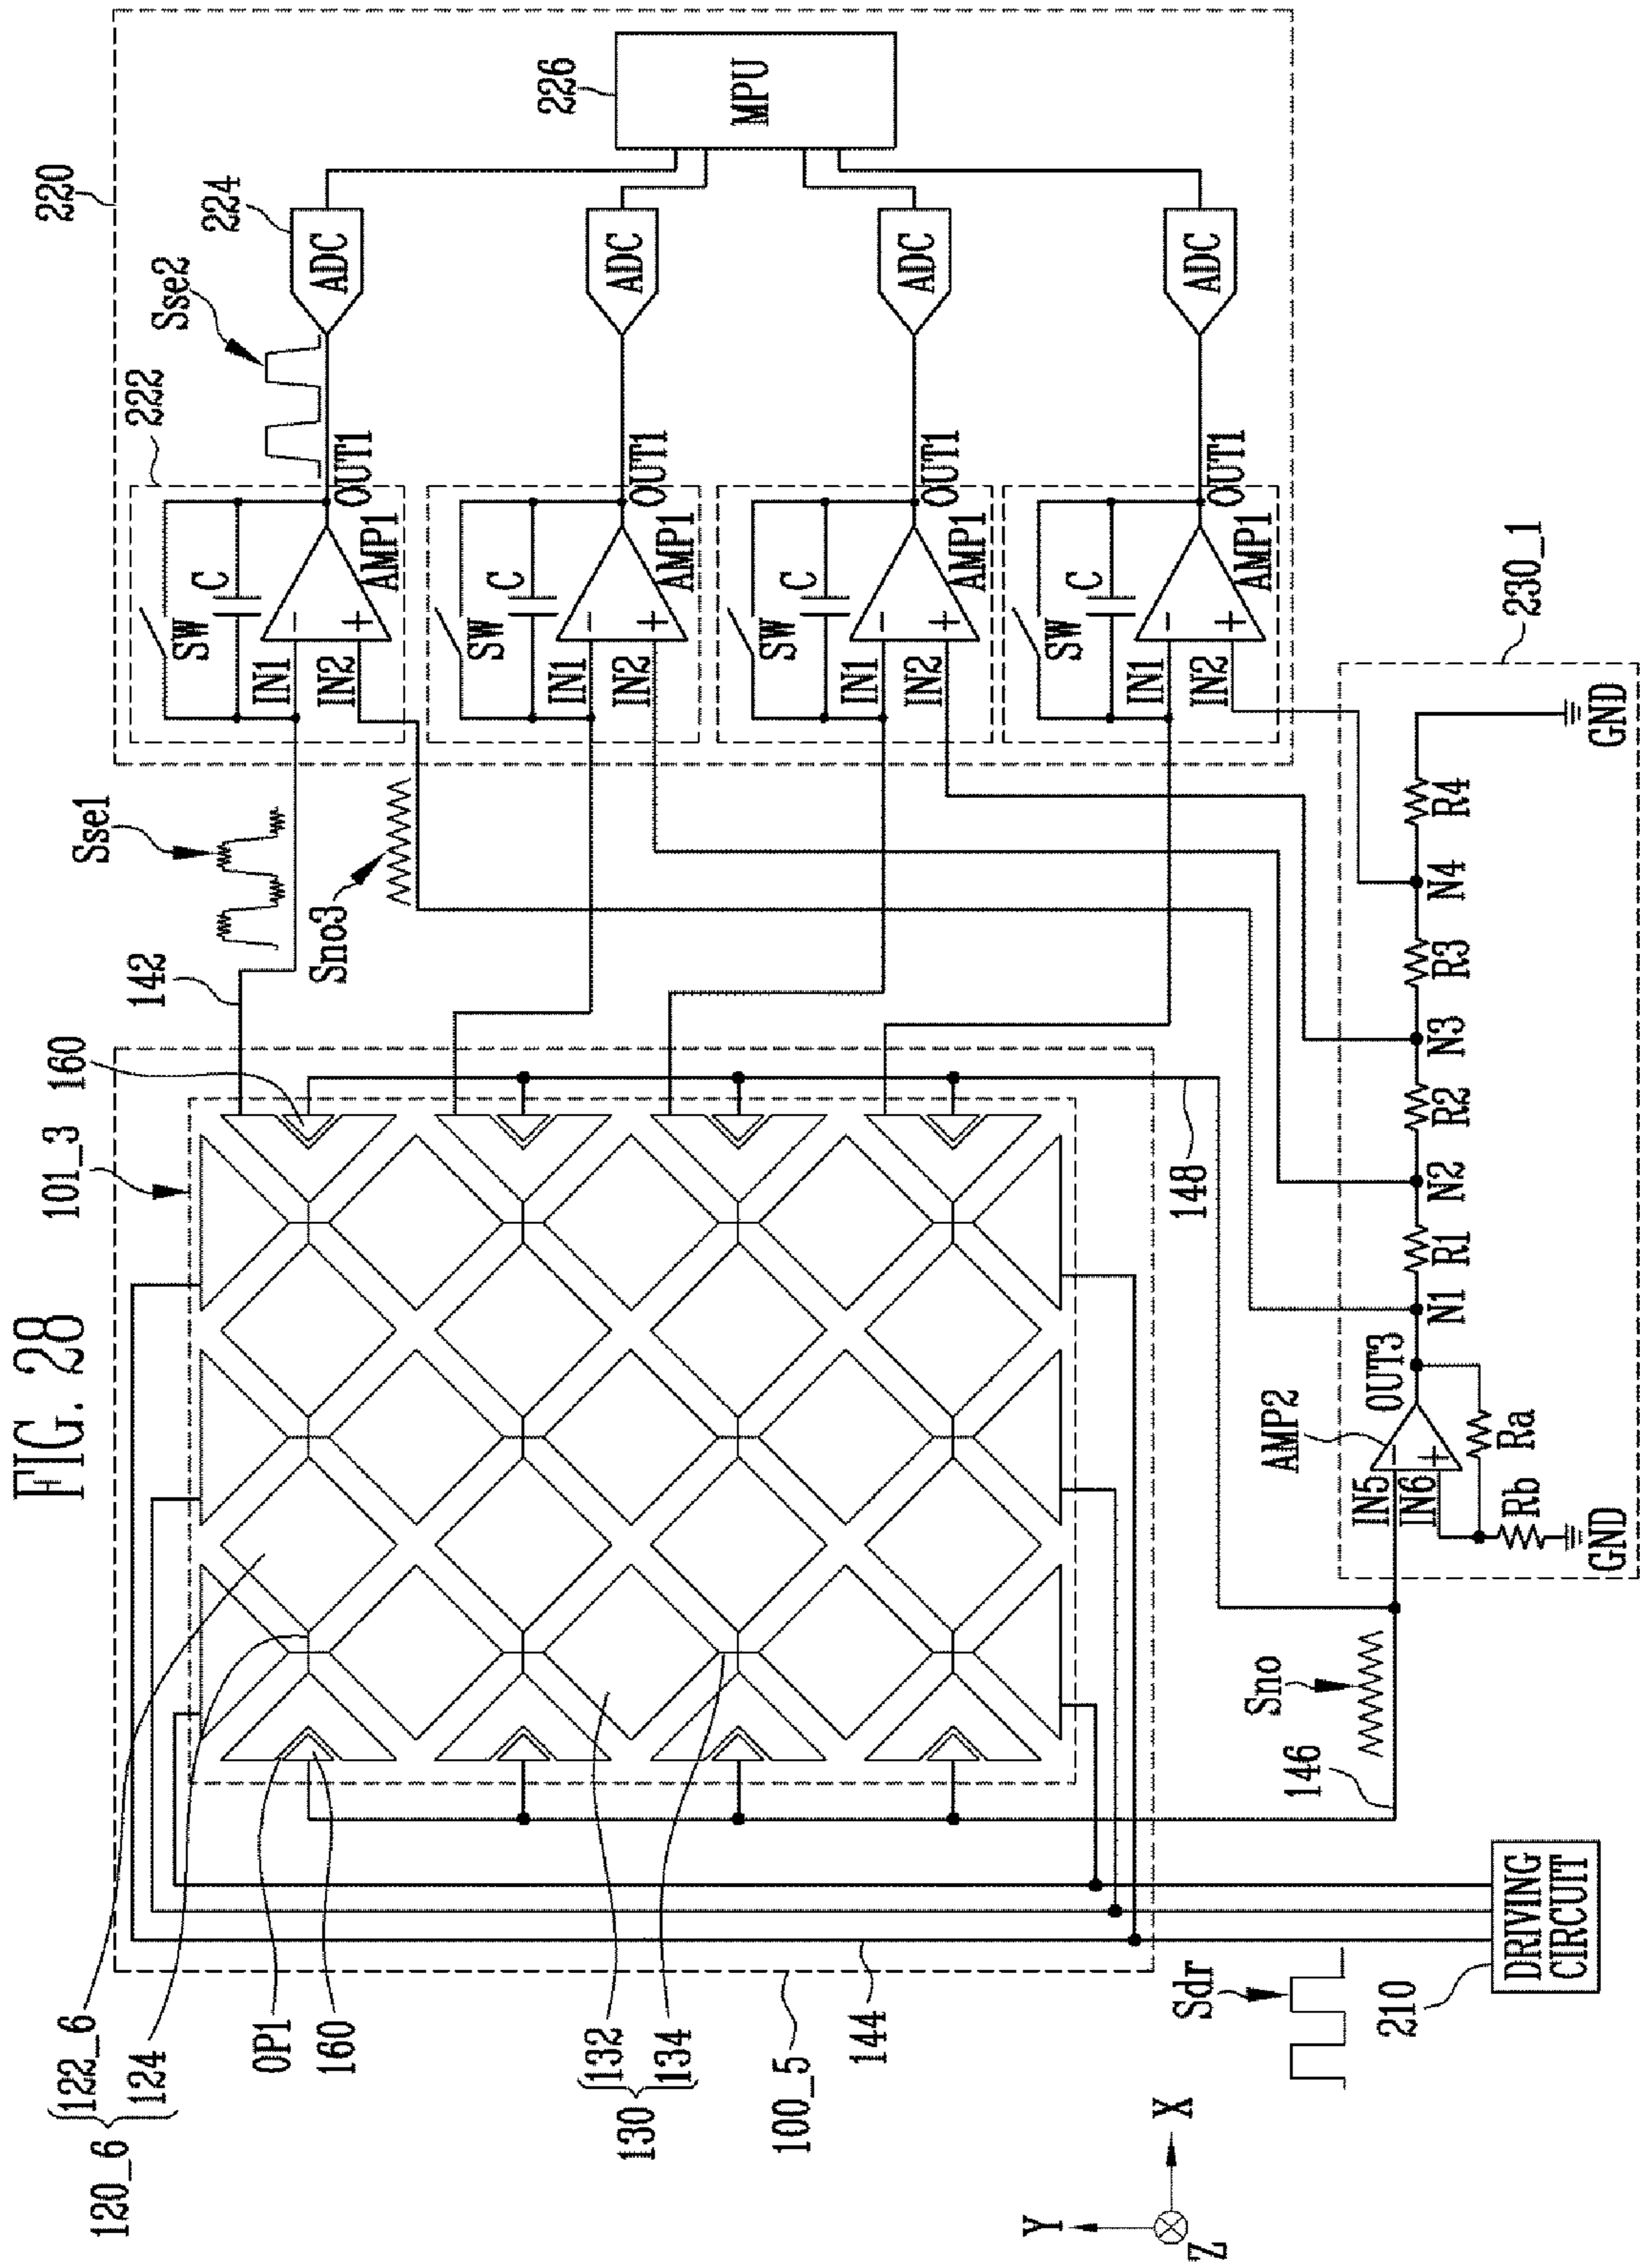 FIG. 28
220
222
Sse2
224
226
SW
C
IN1
IN2
AMP1
OUT1
ADC
SW
C
IN1
IN2
AMP1
OUT1
ADC
MPU
SW
C
IN1
IN2
AMP1
OUT1
ADC
SW
C
IN1
IN2
AMP1
OUT1
ADC
Sse1
142
Sno3
160
101_3
122_6
124
120_6
OP1
160
132
134
130
100_5
144
148
Sdr
210
DRIVING
CIRCUIT
146
Sno
230_1
AMP2
IN5
IN6
OUT3
Ra
Rb
GND
N1
R1
N2
R2
N3
R3
N4
R4
GND
Y
X
Z